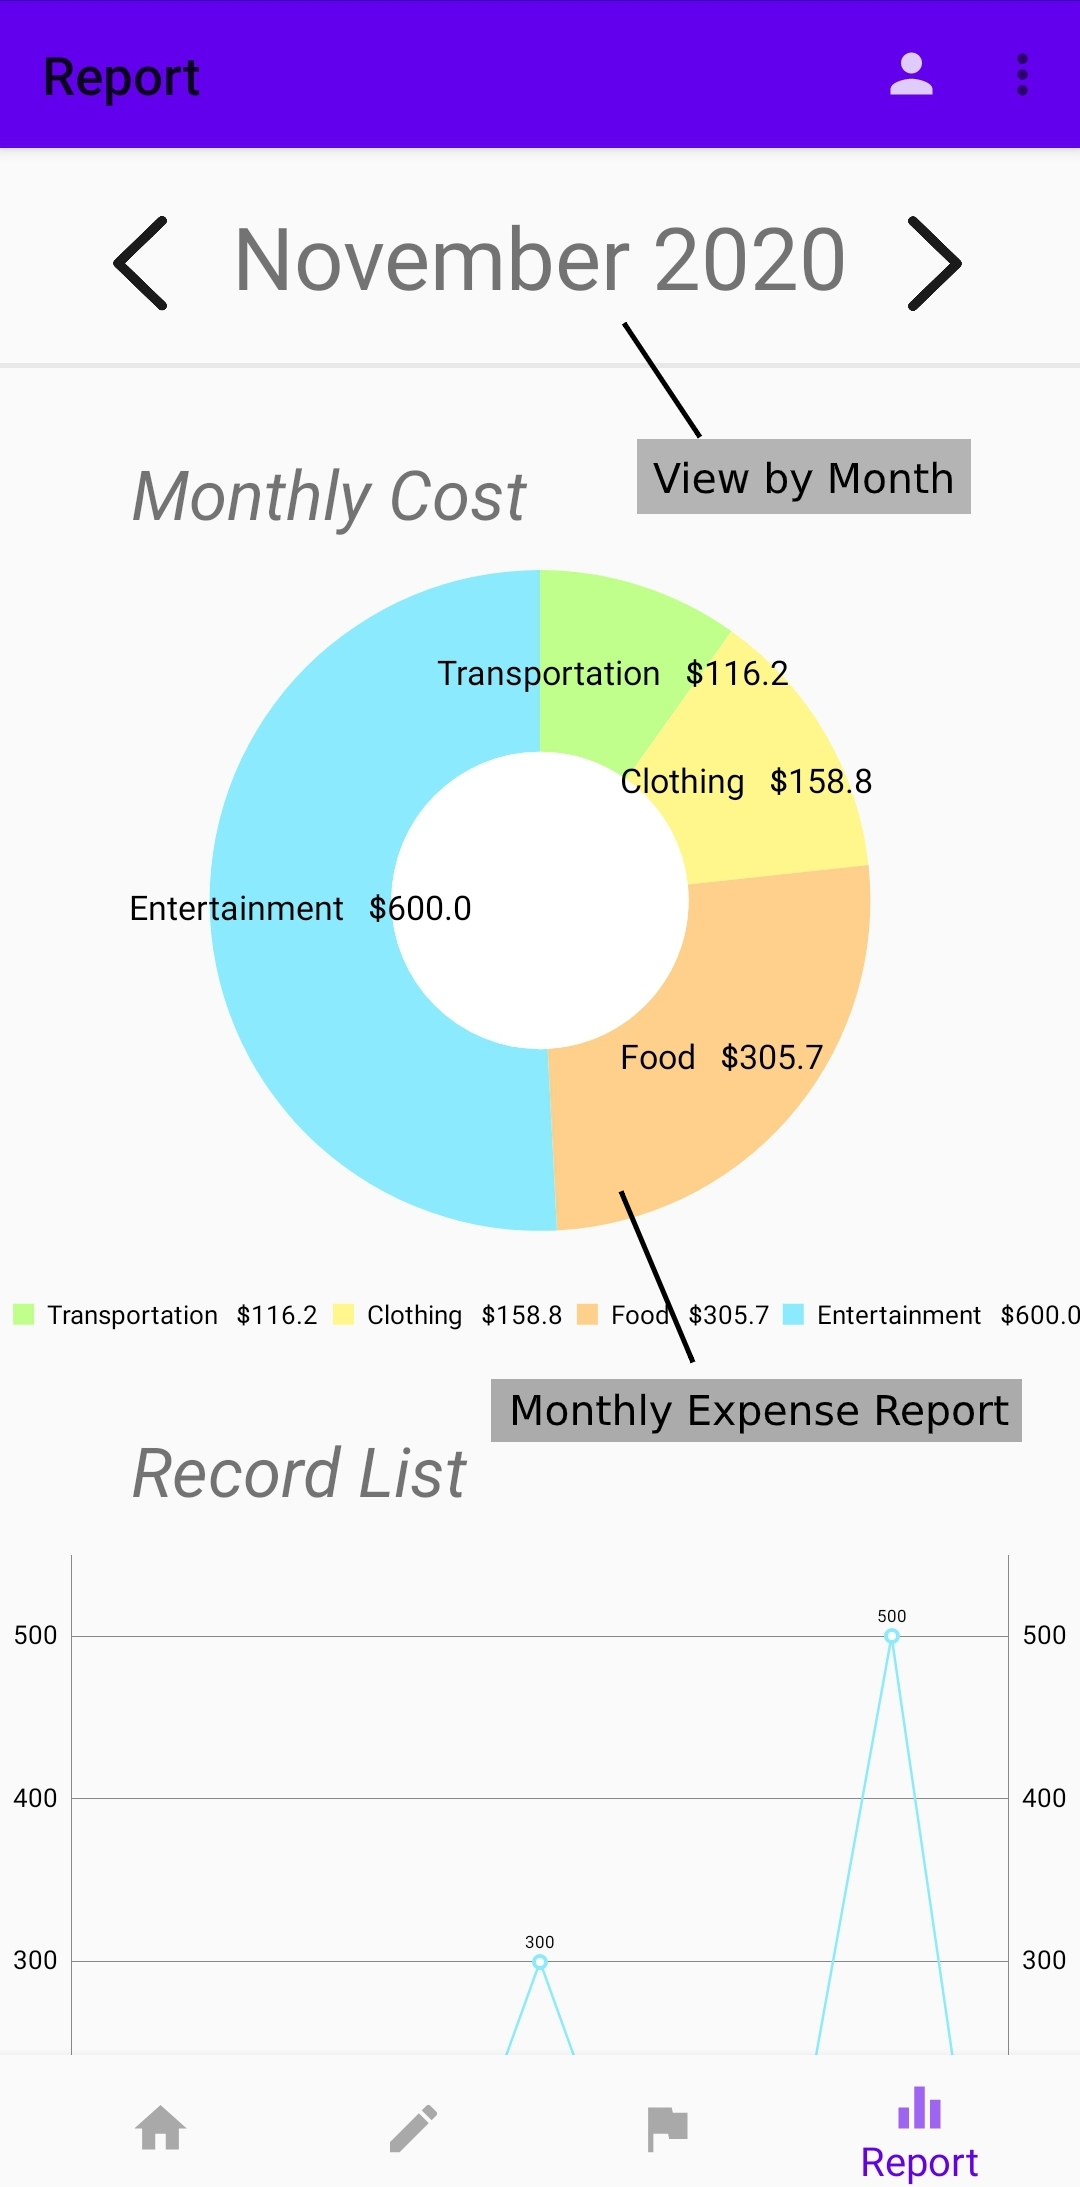 Report
November 2020
View by Month
Monthly Cost
Transportation $116.2
Clothing $158.8
Entertainment $600.0
Food $305.7
Transportation $116.2 Clothing $158.8 Food $305.7 Entertainment $600.0
Monthly Expense Report
Record List
500
500 500
400 400
300
300 300
Report